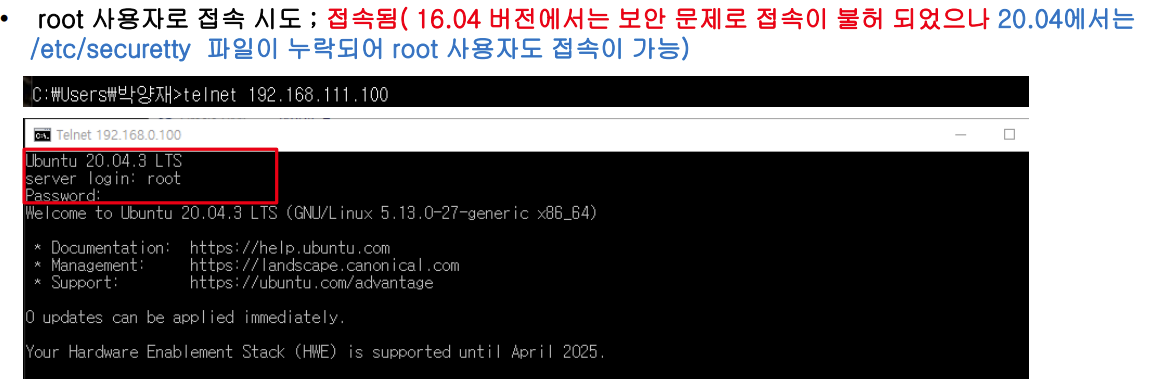 • root 사용자로 접속 시도 ; 접속됨( 16.04 버전에서는 보안 문제로 접속이 불허 되었으나 20.04에서는
/etc/securetty 파일이 누락되어 root 사용자도 접속이 가능)
C:₩Users₩박양재>telnet 192.168.111.100
Telnet 192.168.0.100
Ubuntu 20.04.3 LTS
server login: root
Password:
Welcome to Ubuntu 20.04.3 LTS (GNU/Linux 5.13.0-27-generic x86_64)
* Documentation: https://help.ubuntu.com
* Management: https://landscape.canonical.com
* Support: https://ubuntu.com/advantage
0 updates can be applied immediately.
Your Hardware Enablement Stack (HWE) is supported until April 2025.